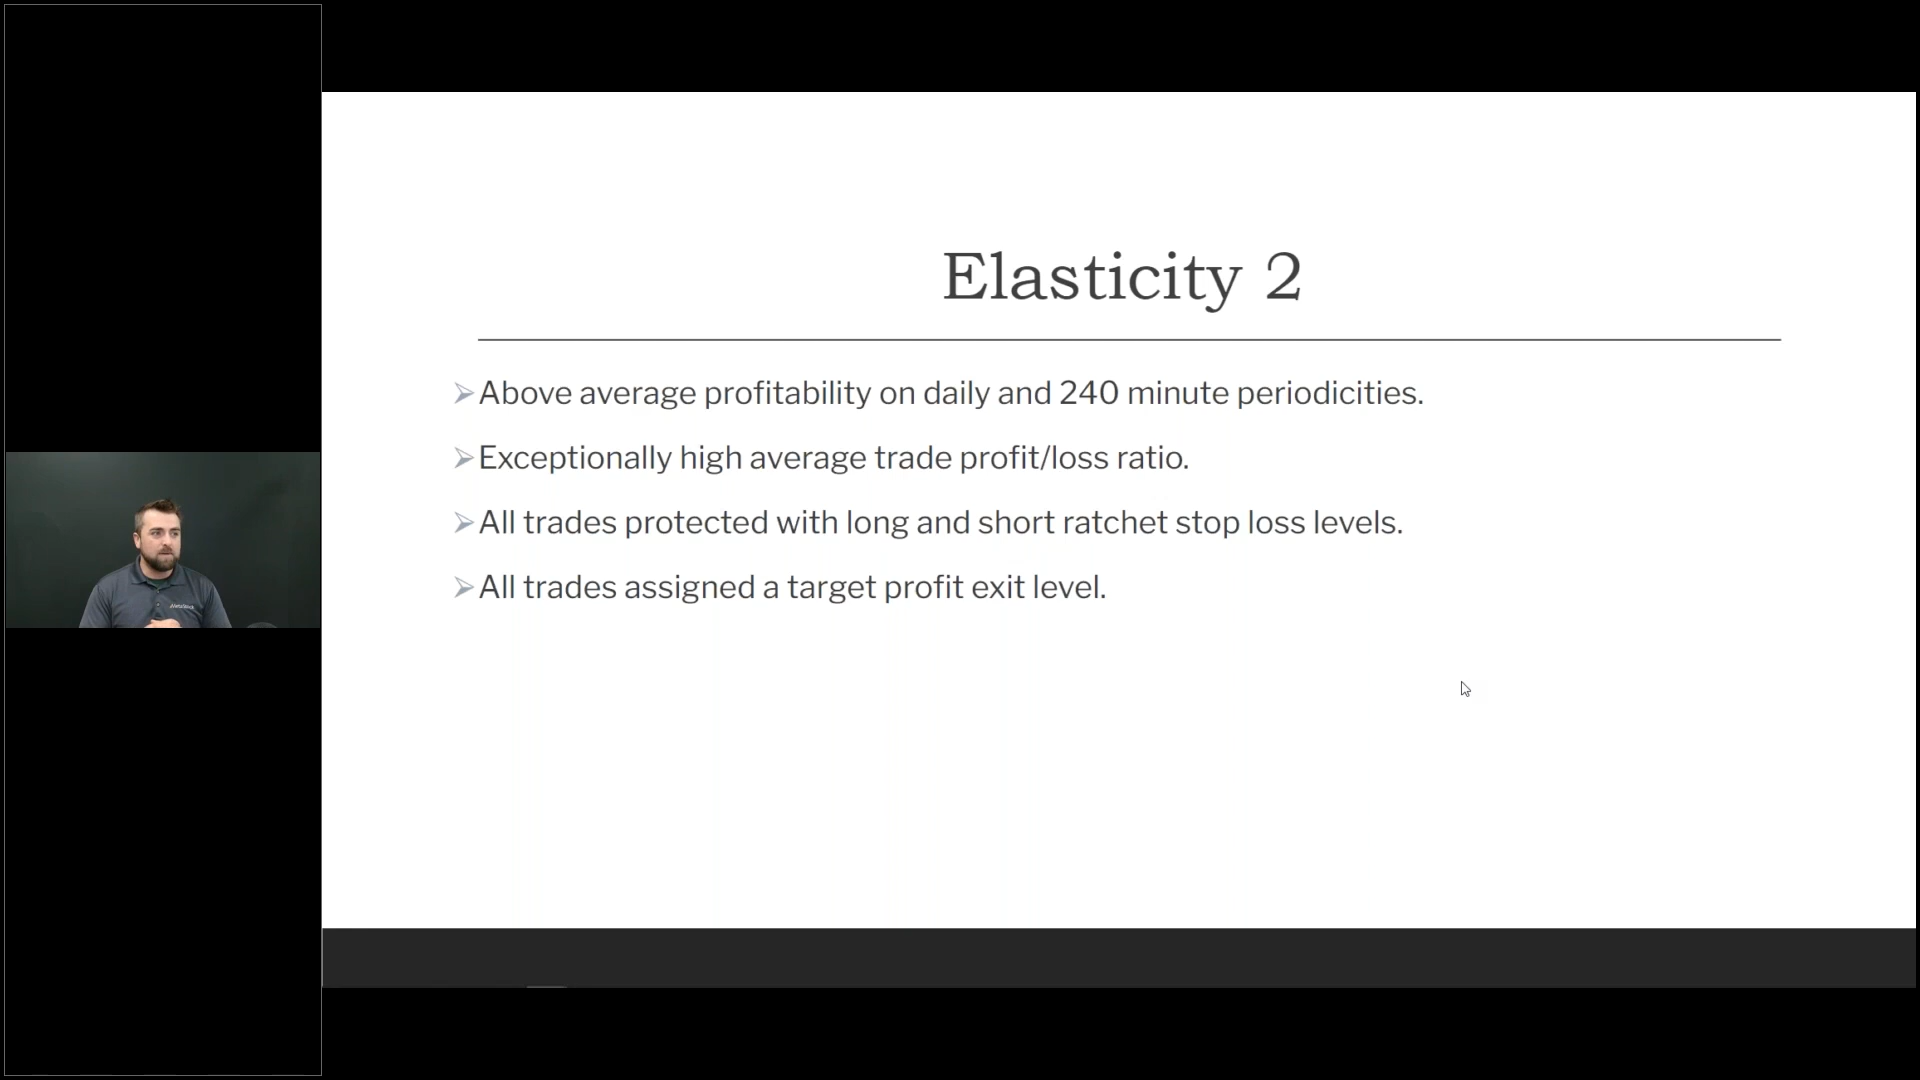 Elasticity 2
➢Above average profitability on daily and 240 minute periodicities.
➢Exceptionally high average trade profit/loss ratio.
➢All trades protected with long and short ratchet stop loss levels.
➢All trades assigned a target profit exit level.